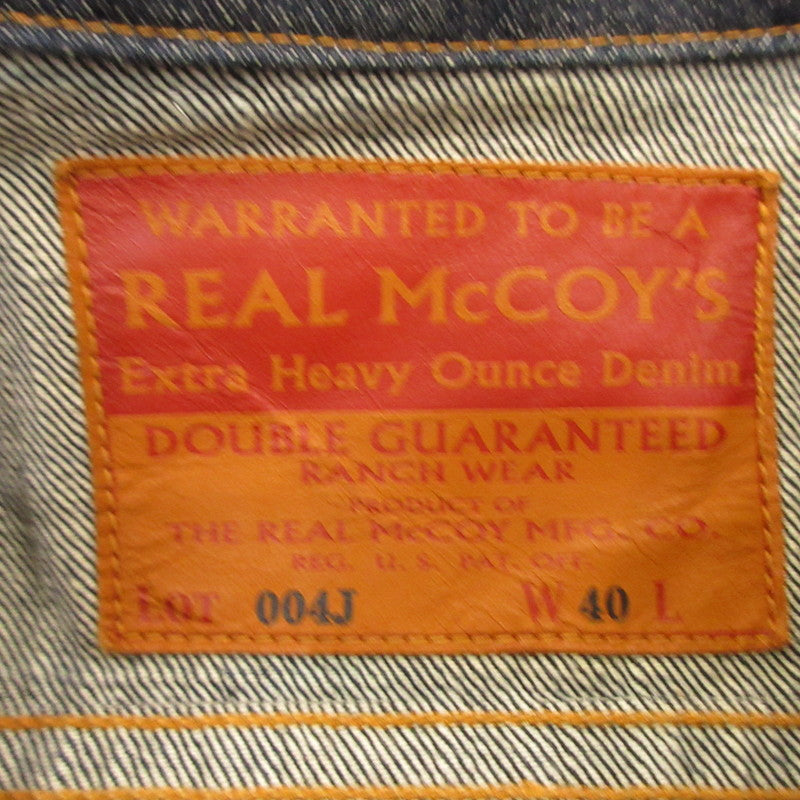 WARRANTED TO BE A
REAL McCOY'S
Extra Heavy Ounce Denim
DOUBLE GUARANTEED
RANCH WEAR
PRODUCT OF
THE REAL McCOY MFG. CO.
REG. U. S. PAT. OFF.
LOT 004J W 40 L